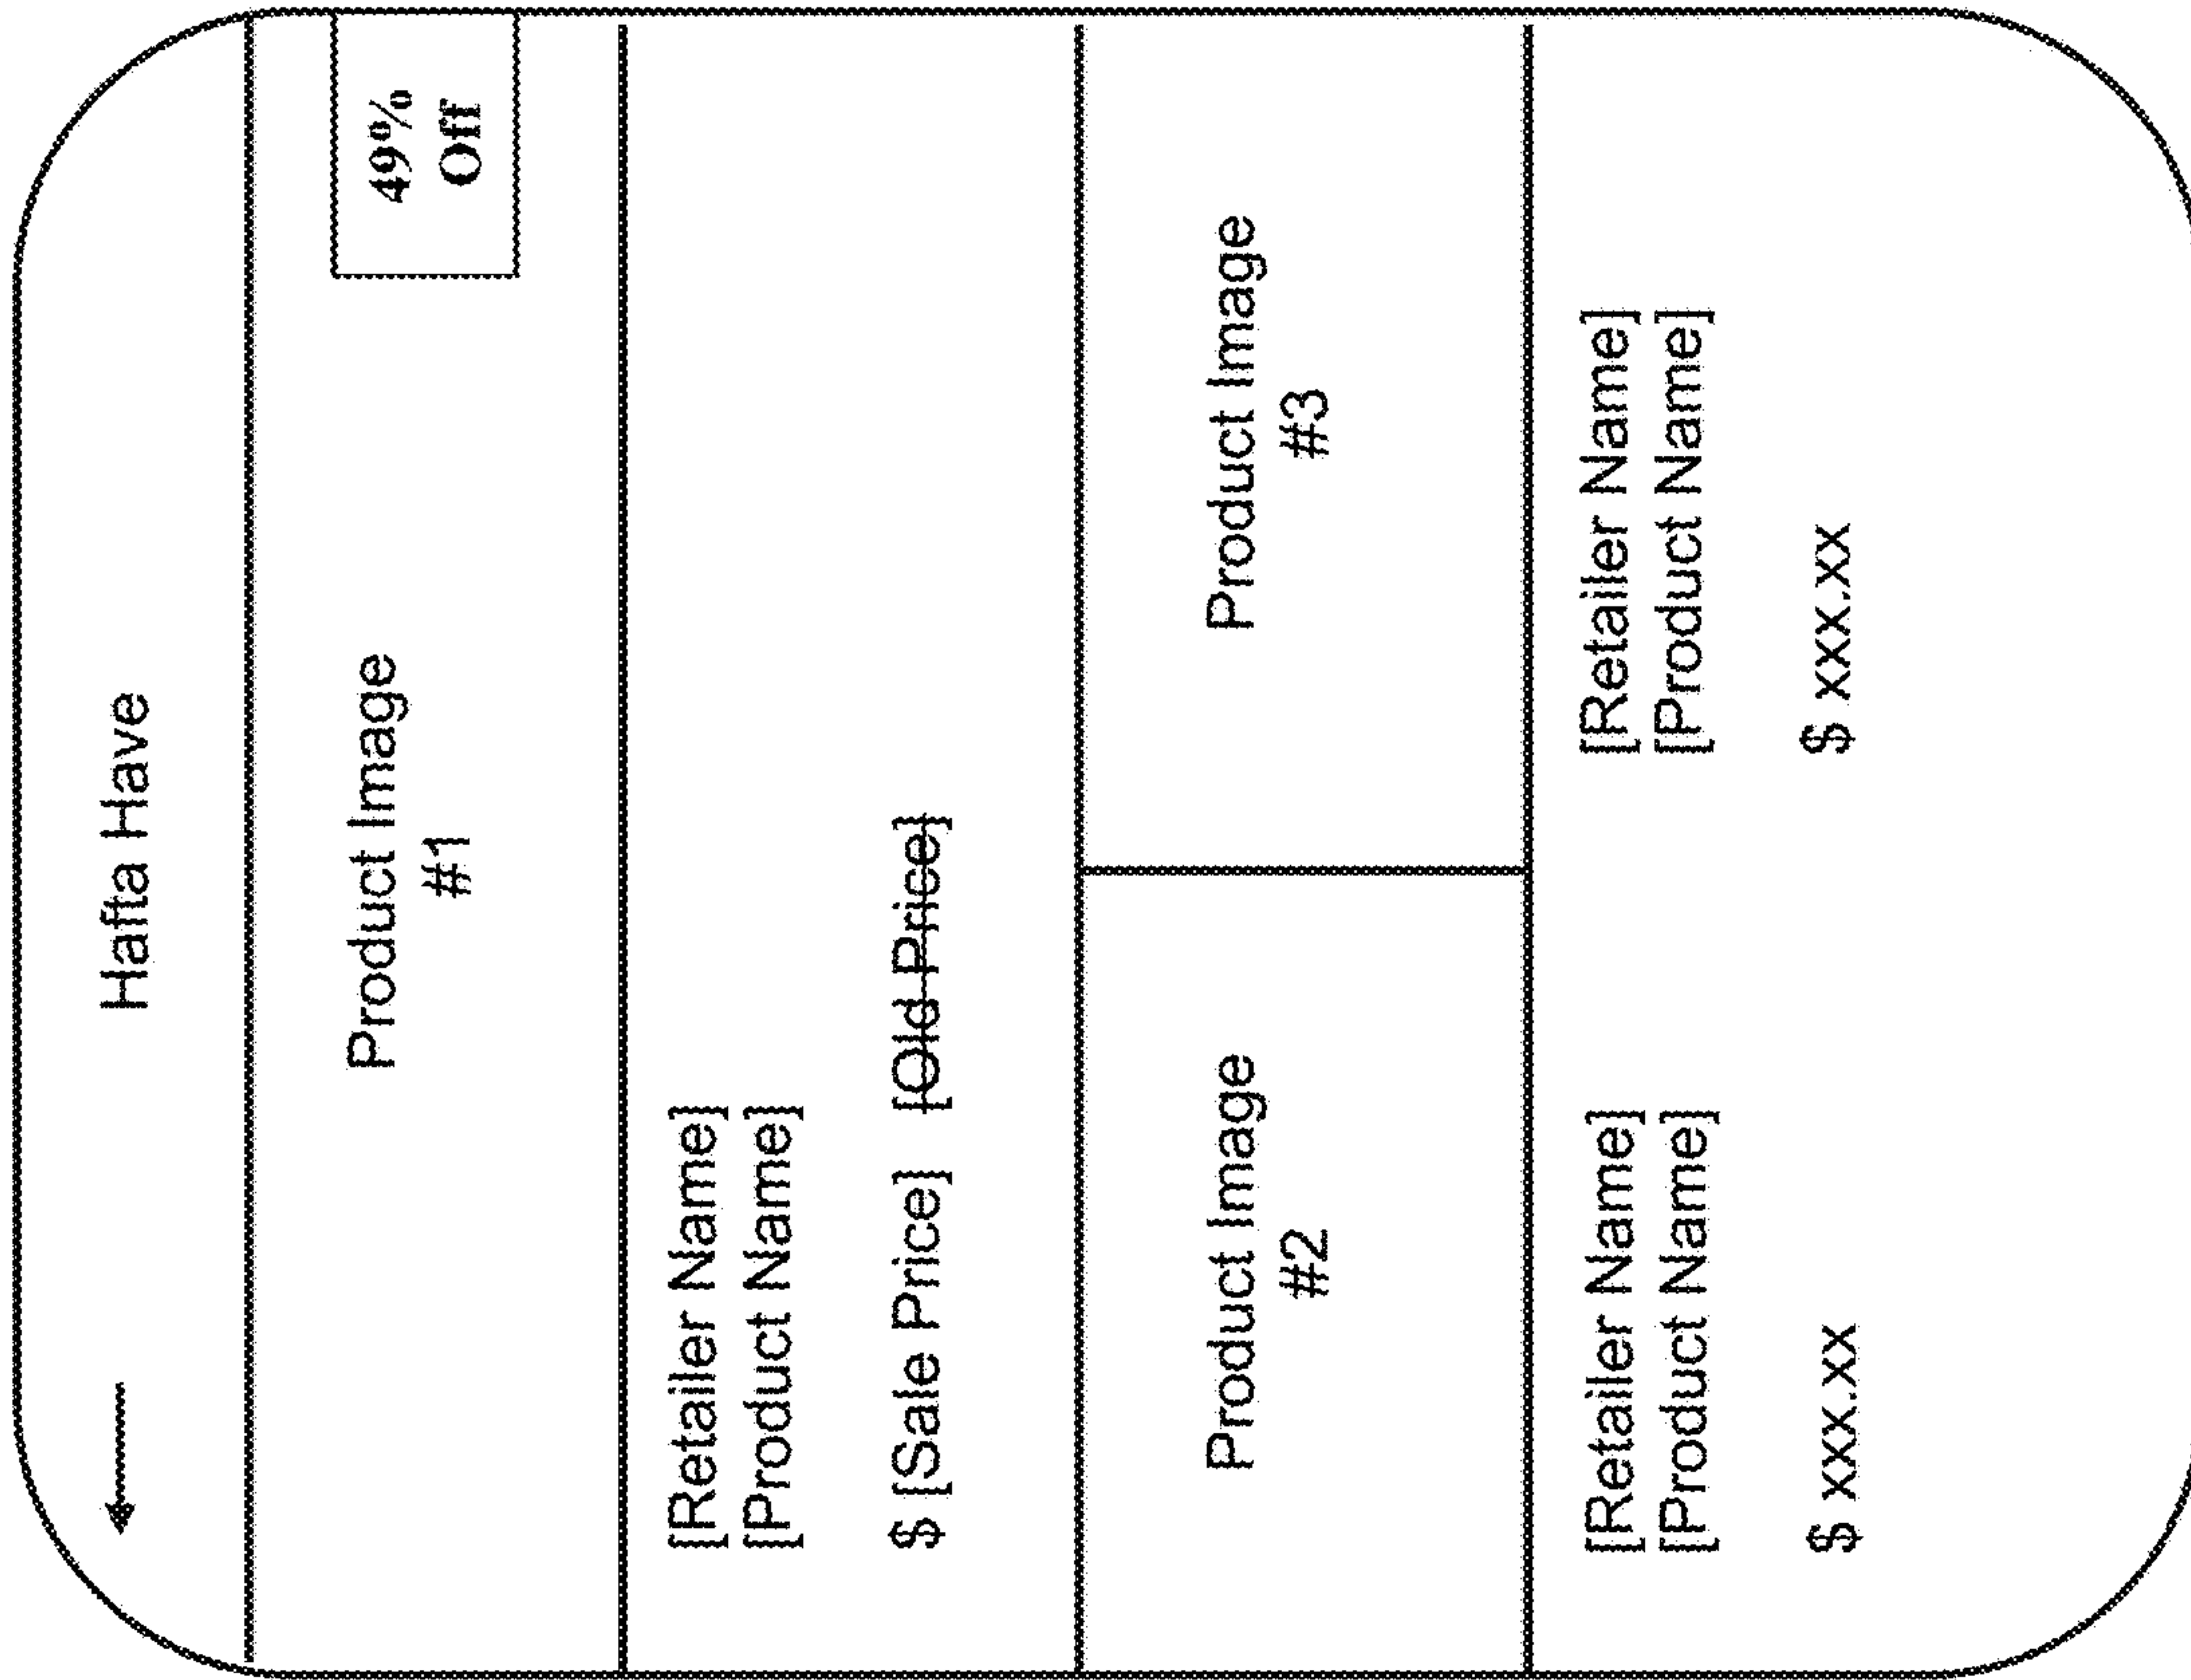 Hafta Have
Product Image
#1
49%
Off
[Retailer Name]
[Product Name]
$ [Sale Price] [Old Price]
Product Image
#2
Product Image
#3
[Retailer Name]
[Product Name]
$ xxx.xx
[Retailer Name]
[Product Name]
$ xxx.xx